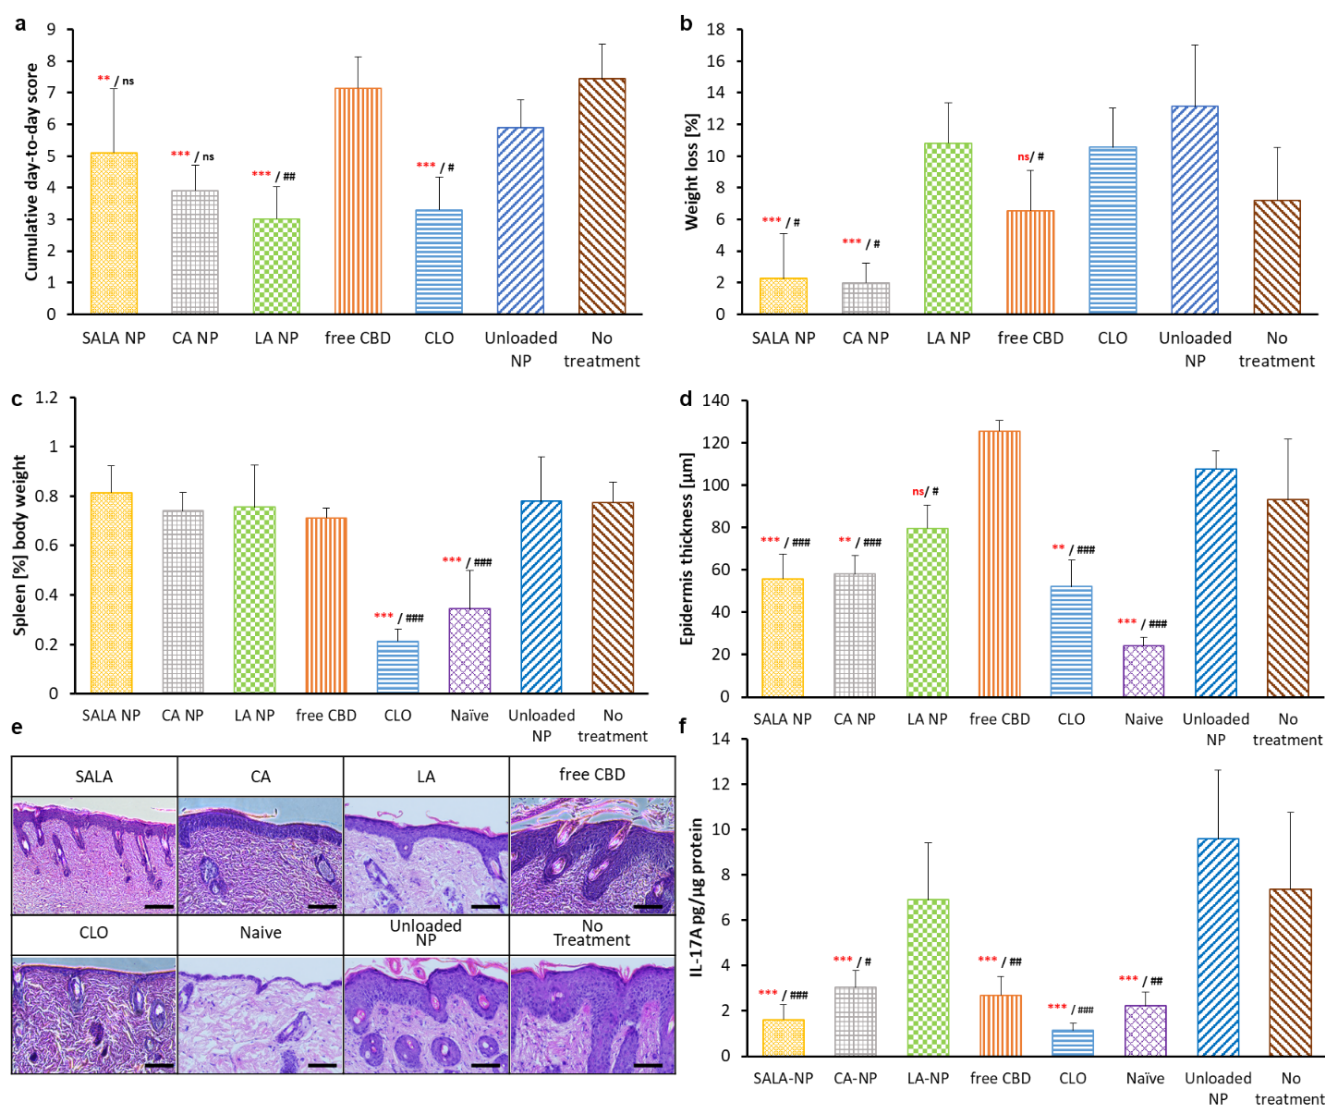 a
Cumulative day-to-day score
9
8
7
6
5
4
3
2
1
0
** / ns
*** / ns
*** / ##
*** / #
SALA NP CA NP LA NP free CBD CLO Unloaded No
NP treatment
b
Weight loss [%]
18
16
14
12
10
8
6
4
2
0
*** / #
*** / #
ns/ #
SALA NP CA NP LA NP free CBD CLO Unloaded No
NP treatment
c
Spleen [%] body weight
1.2
1
0.8
0.6
0.4
0.2
0
*** / ###
*** / ###
SALA NP CA NP LA NP free CBD CLO Naïve Unloaded No
NP treatment
d
Epidermis thickness [µm]
140
120
100
80
60
40
20
0
*** / ###
** / ###
ns/ #
** / ###
*** / ###
SALA NP CA NP LA NP free CBD CLO Naive Unloaded No
NP treatment
e
SALA CA LA free CBD
CLO Naive Unloaded No
NP Treatment
f
IL-17A pg/µg protein
14
12
10
8
6
4
2
0
*** / ###
*** / #
*** / ##
*** / ###
*** / ##
SALA-NP CA-NP LA-NP free CBD CLO Naïve Unloaded No
NP treatment